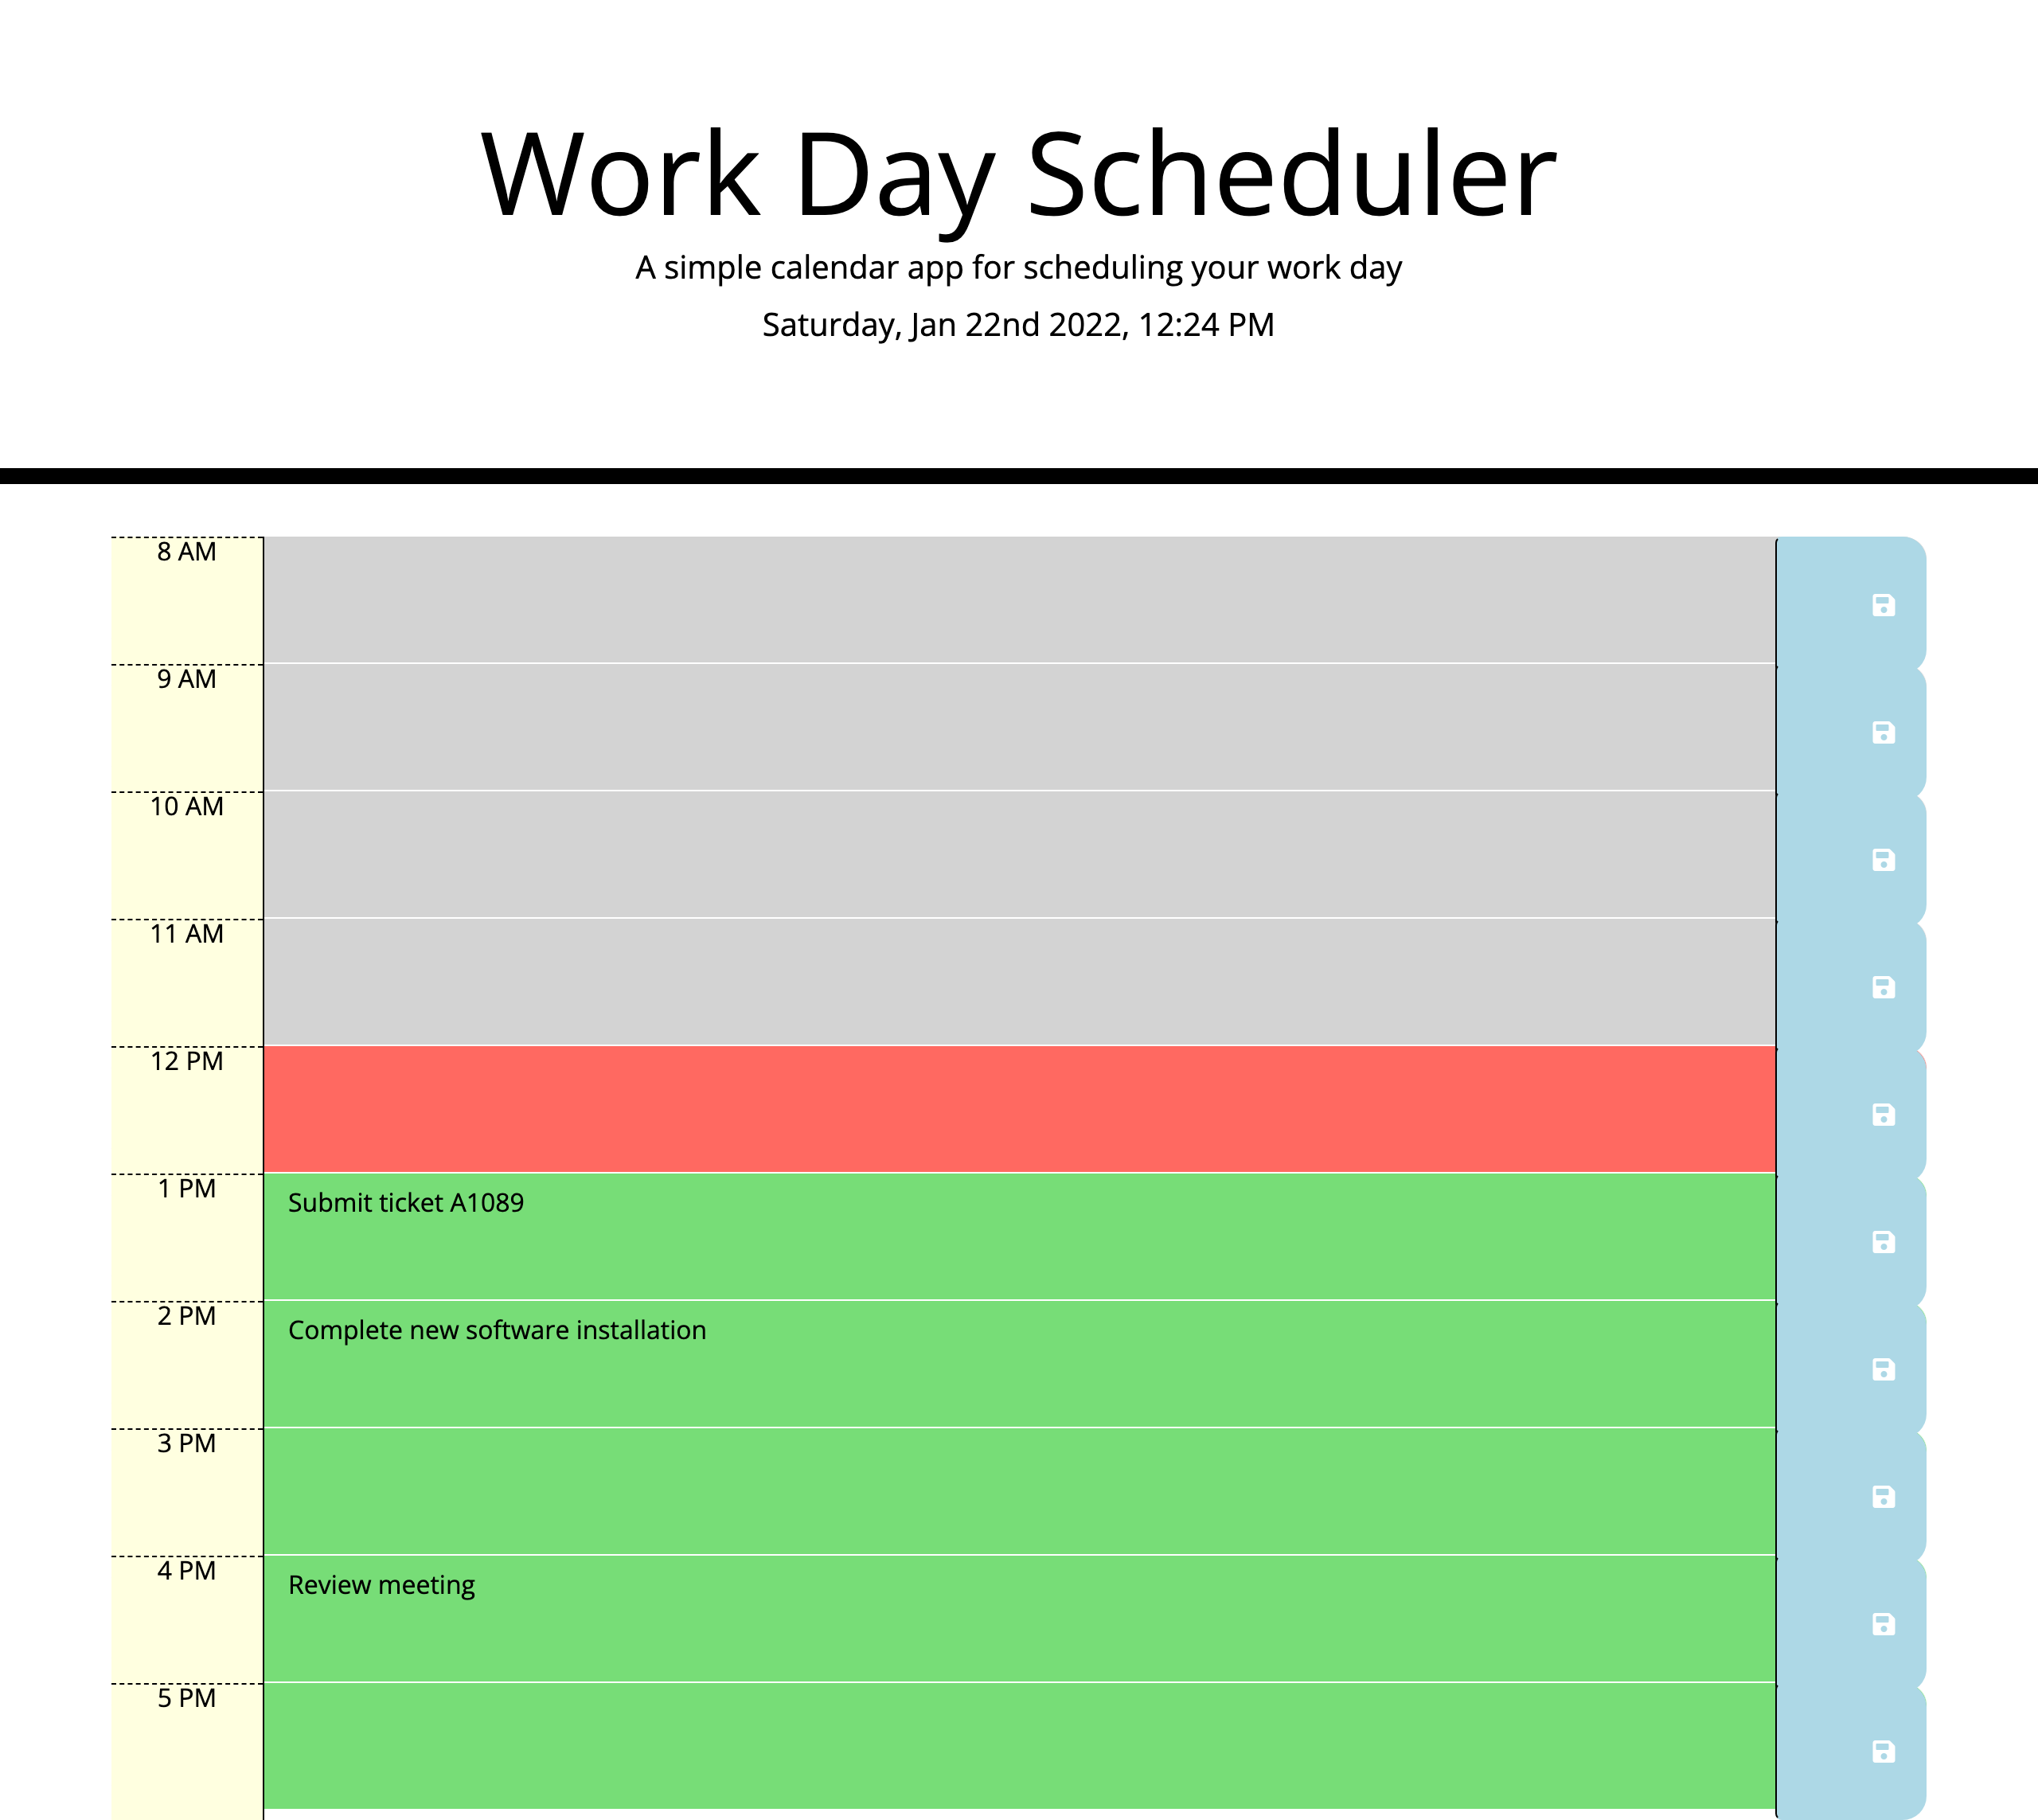 Work Day Scheduler
A simple calendar app for scheduling your work day
Saturday, Jan 22nd 2022, 12:24 PM
8 AM
9 AM
10 AM
11 AM
12 PM
1 PM
Submit ticket A1089
2 PM
Complete new software installation
3 PM
4 PM
Review meeting
5 PM